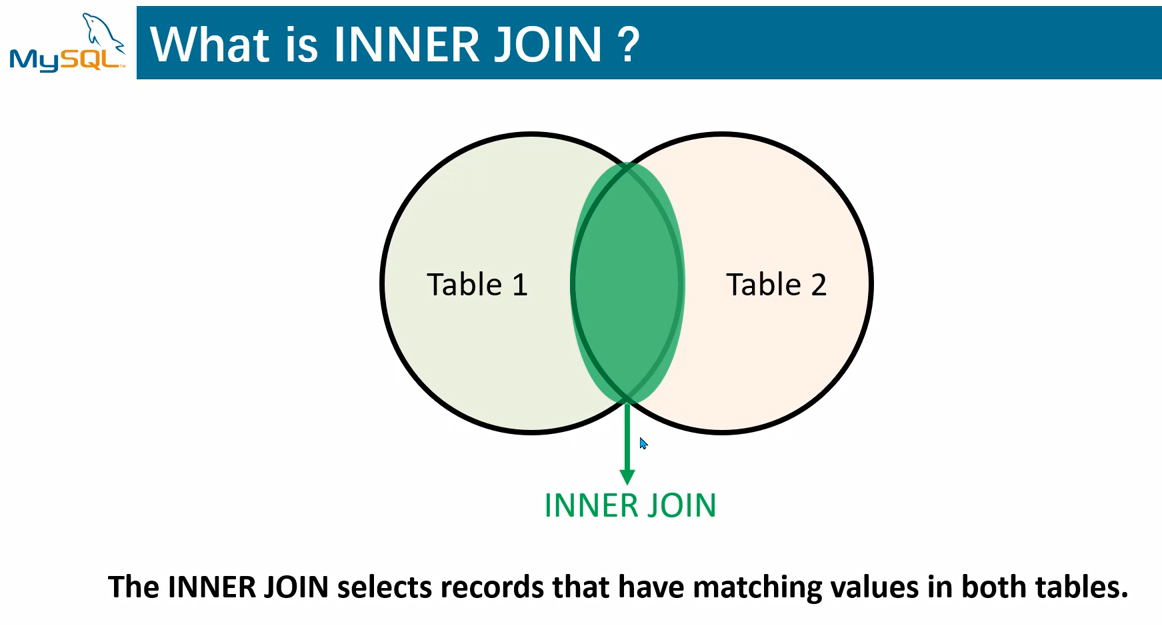 MySQL
What is INNER JOIN ?
Table 1
Table 2
INNER JOIN
The INNER JOIN selects records that have matching values in both tables.